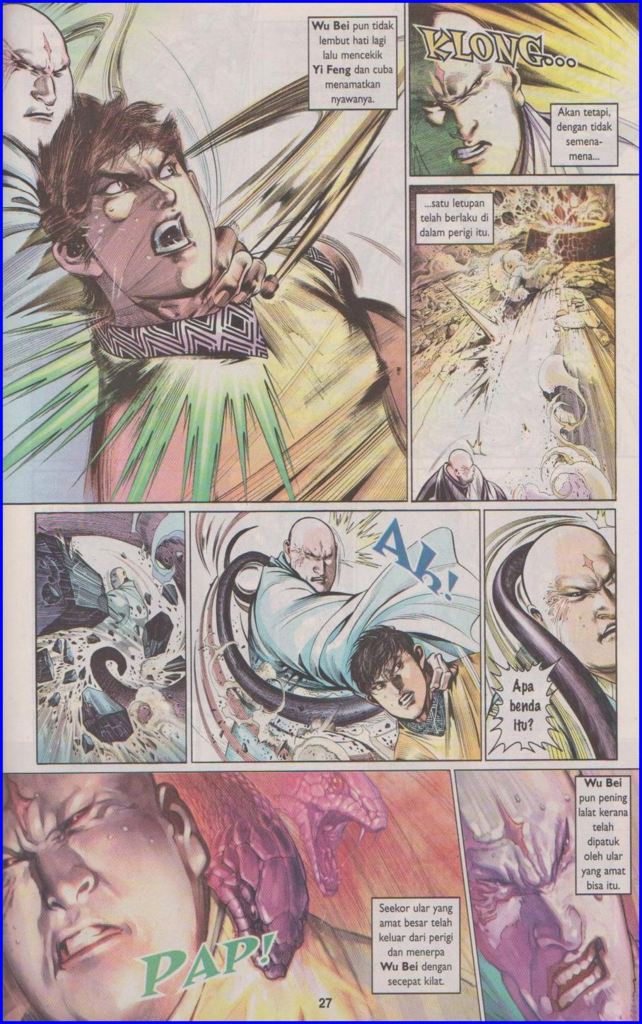 Wu Bei pun tidak
lembut hati lagi
lalu mencekik
Yi Feng dan cuba
menamatkan
nyawanya.
KLONG...
Akan tetapi,
dengan tidak
semena-
mena...
...satu letupan
telah berlaku di
dalam perigi itu.
Ah!
Apa
benda
itu?
PAP!
Seekor ular yang
amat besar telah
keluar dari perigi
dan menerpa
Wu Bei dengan
secepat kilat.
Wu Bei
pun pening
lalat kerana
telah
dipatuk
oleh ular
yang amat
bisa itu.
27